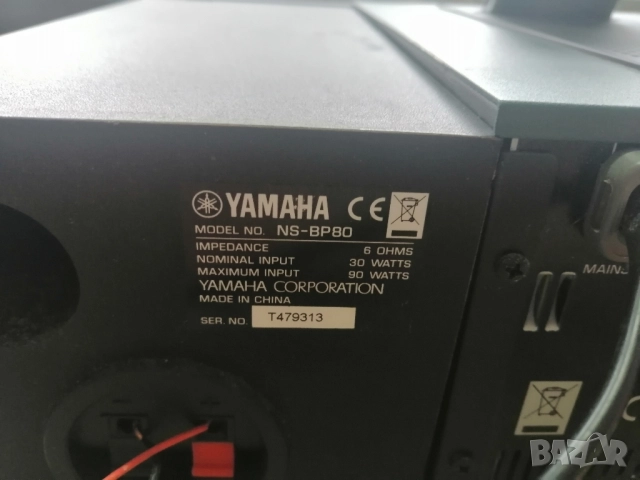 YAMAHA CE
MODEL NO. NS-BP80
IMPEDANCE 6 OHMS
NOMINAL INPUT 30 WATTS
MAXIMUM INPUT 90 WATTS
YAMAHA CORPORATION
MADE IN CHINA
SER. NO. T479313
MAINS
BAZAR